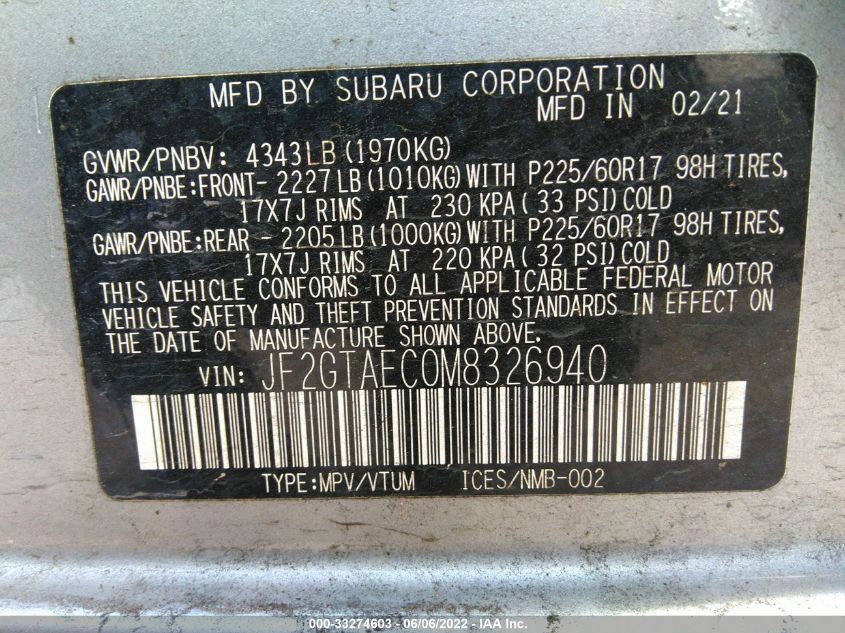 MFD BY SUBARU CORPORATION
MFD IN 02/21
GVWR/PNBV: 4343LB (1970KG)
GAWR/PNBE:FRONT- 2227LB (1010KG) WITH P225/60R17 98H TIRES,
17X7J RIMS AT 230 KPA ( 33 PSI) COLD
GAWR/PNBE:REAR - 2205LB (1000KG) WITH P225/60R17 98H TIRES,
17X7J RIMS AT 220 KPA ( 32 PSI) COLD
THIS VEHICLE CONFORMS TO ALL APPLICABLE FEDERAL MOTOR
VEHICLE SAFETY AND THEFT PREVENTION STANDARDS IN EFFECT ON
THE DATE OF MANUFACTURE SHOWN ABOVE.
VIN: JF2GTAEC0M8326940
TYPE:MPV/VTUM ICES/NMB-002
000-33274603 - 06/06/2022 - IAA Inc.